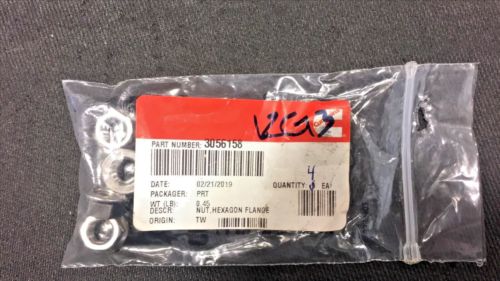 PART NUMBER: 3056158
DATE: 02/21/2019
QUANTITY: 4 EA
PACKAGER: PRT
WT (LB): 0.45
DESCR: NUT,HEXAGON FLANGE
ORIGIN: TW